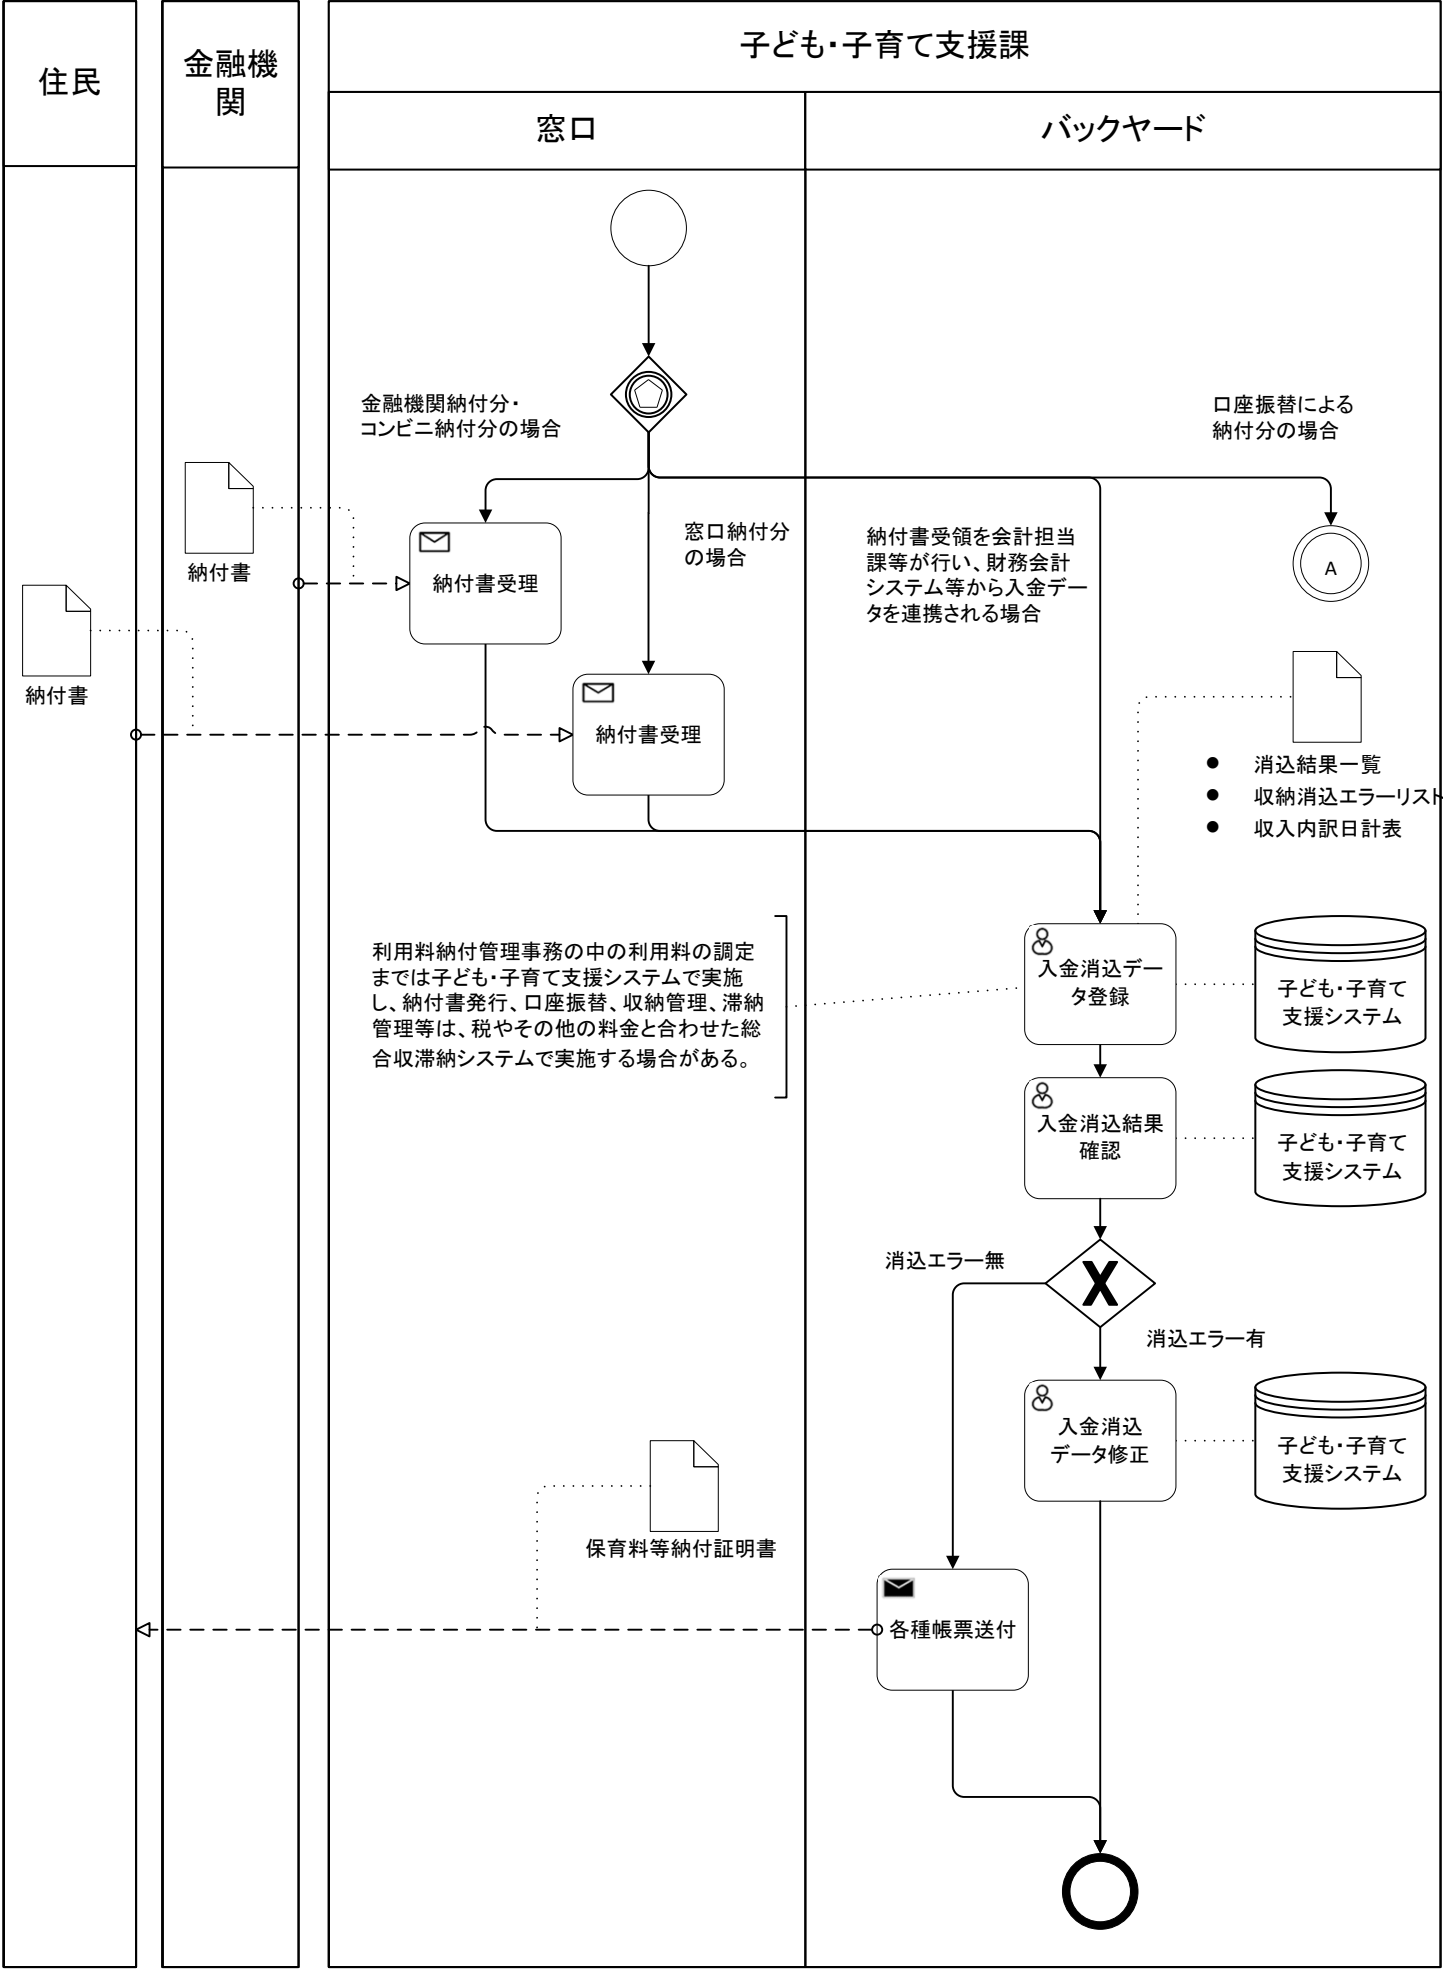 住民
金融機
関
子ども・子育て支援課
窓口
バックヤード
金融機関納付分・
コンビニ納付分の場合
口座振替による
納付分の場合
納付書
納付書受理
窓口納付分
の場合
納付書受領を会計担当
課等が行い、財務会計
システム等から入金デー
タを連携される場合
A
納付書
納付書受理
● 消込結果一覧
● 収納消込エラーリスト
● 収入内訳日計表
利用料納付管理事務の中の利用料の調定
までは子ども・子育て支援システムで実施
し、納付書発行、口座振替、収納管理、滞納
管理等は、税やその他の料金と合わせた総
合収滞納システムで実施する場合がある。
入金消込デー
タ登録
子ども・子育て
支援システム
入金消込結果
確認
子ども・子育て
支援システム
消込エラー無
X
消込エラー有
入金消込
データ修正
子ども・子育て
支援システム
保育料等納付証明書
各種帳票送付